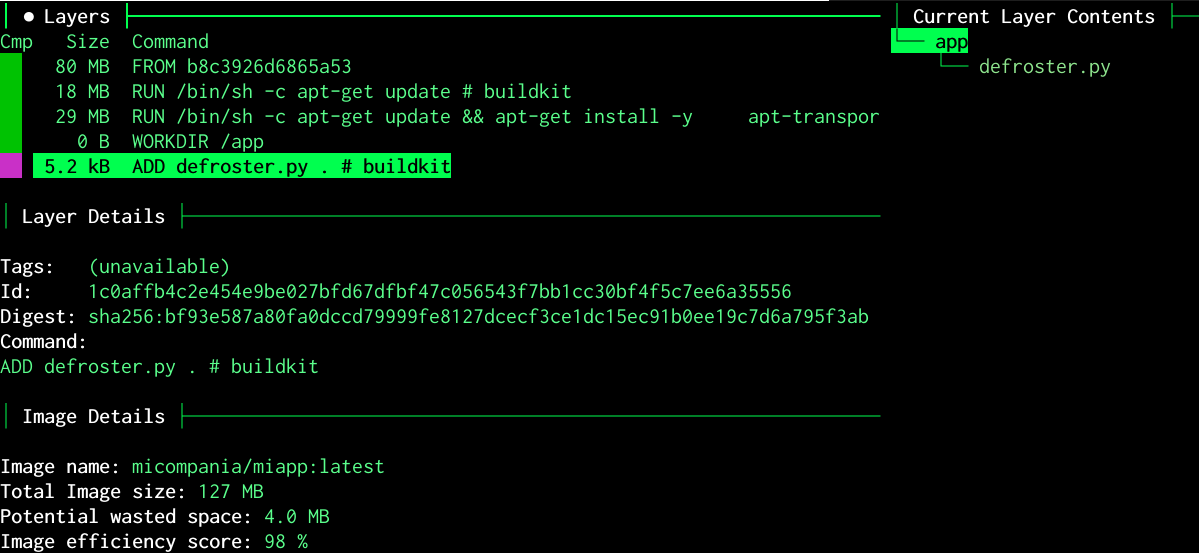 ● Layers
Current Layer Contents
Cmp Size Command
app
80 MB FROM b8c3926d6865a53
defroster.py
18 MB RUN /bin/sh -c apt-get update # buildkit
29 MB RUN /bin/sh -c apt-get update && apt-get install -y apt-transpor
0 B WORKDIR /app
5.2 kB ADD defroster.py . # buildkit
Layer Details
Tags: (unavailable)
Id: 1c0affb4c2e454e9be027bfd67dfbf47c056543f7bb1cc30bf4f5c7ee6a35556
Digest: sha256:bf93e587a80fa0dccd79999fe8127dcecf3ce1dc15ec91b0ee19c7d6a795f3ab
Command:
ADD defroster.py . # buildkit
Image Details
Image name: micompania/miapp:latest
Total Image size: 127 MB
Potential wasted space: 4.0 MB
Image efficiency score: 98 %